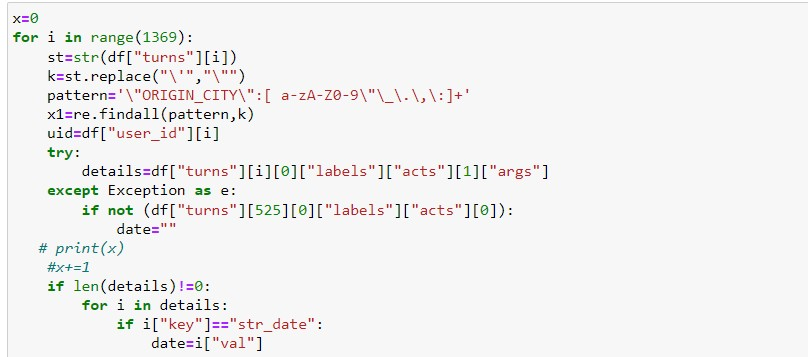 x=0
for i in range(1369):
    st=str(df["turns"][i])
    k=st.replace("\'","\"")
    pattern='\"ORIGIN_CITY\":[ a-zA-Z0-9\"\_\.\,\:]+'
    x1=re.findall(pattern,k)
    uid=df["user_id"][i]
    try:
        details=df["turns"][i][0]["labels"]["acts"][1]["args"]
    except Exception as e:
        if not (df["turns"][525][0]["labels"]["acts"][0]):
            date=""
   # print(x)
    #x+=1
    if len(details)!=0:
        for i in details:
            if i["key"]=="str_date":
                date=i["val"]